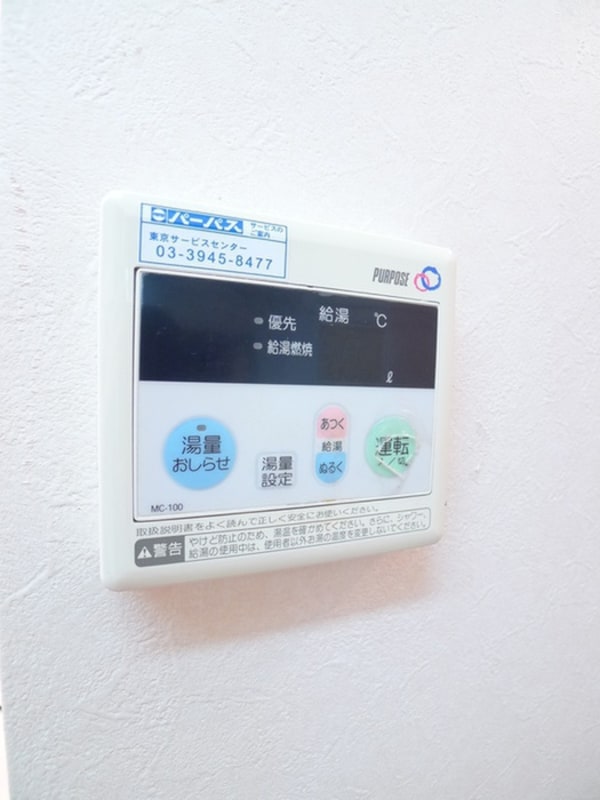 パーパス サービスのご案内
東京サービスセンター
03-3945-8477
PURPOSE
優先 給湯 ℃
給湯燃焼
ℓ
湯量
おしらせ
湯量
設定
あつく
給湯
ぬるく
運転
切
MC-100
取扱説明書をよく読んで正しく安全にお使いください。
警告
やけど防止のため、湯温を確かめてください。さらに、シャワー、
給湯の使用中は、使用者以外お湯の温度を変更しないでください。